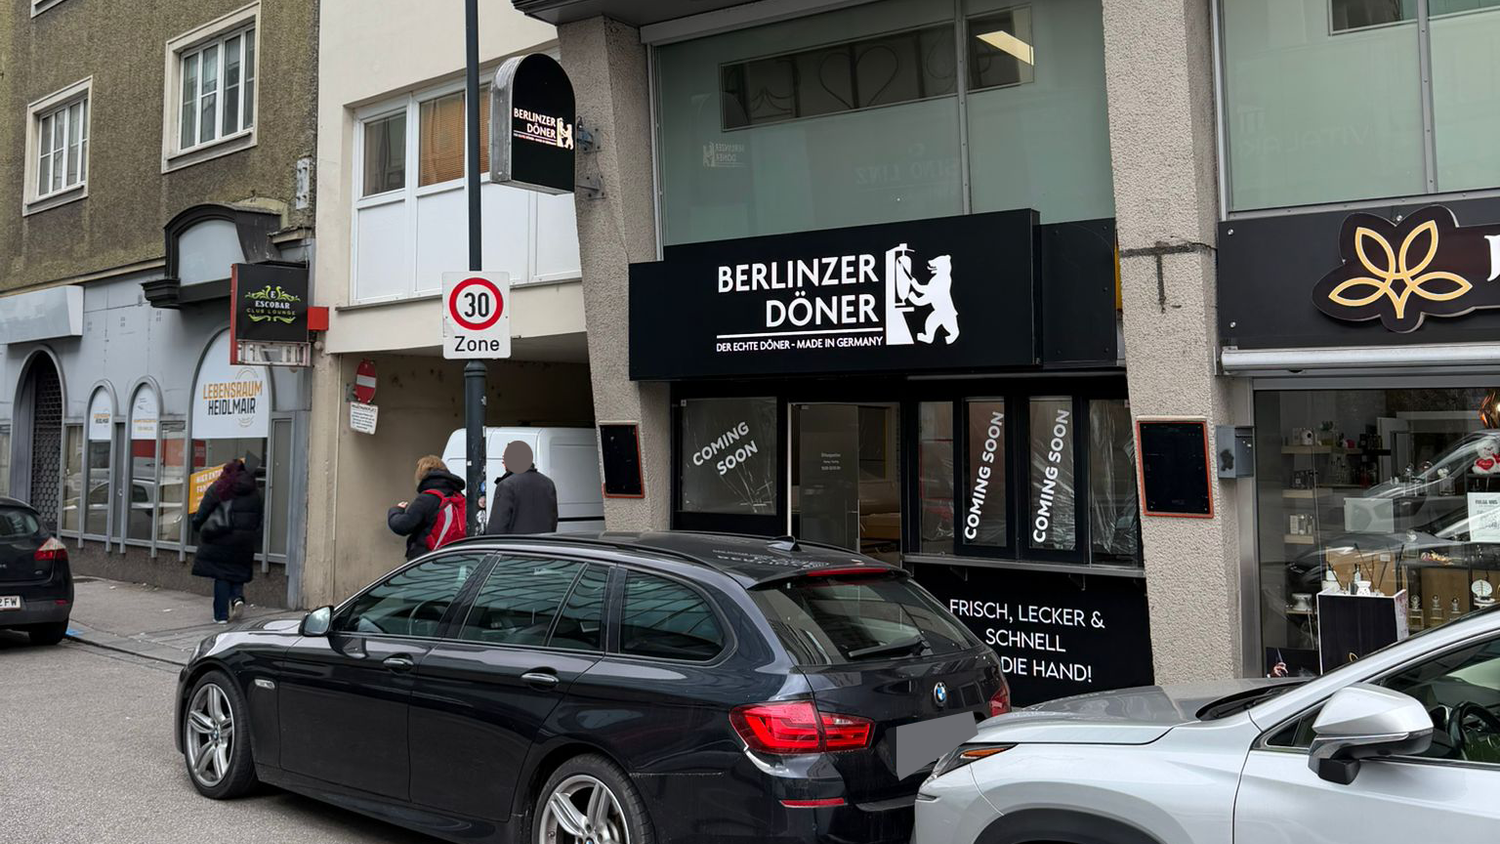 BERLINZER
DÖNER
30
Zone
E
ESCOBAR
CLUB LOUNGE
LEBENSRAUM
HEIDLMAIR
BERLINZER
DÖNER
DER ECHTE DÖNER - MADE IN GERMANY
COMING
SOON
COMING SOON
COMING SOON
FRISCH, LECKER &
SCHNELL
DIE HAND!